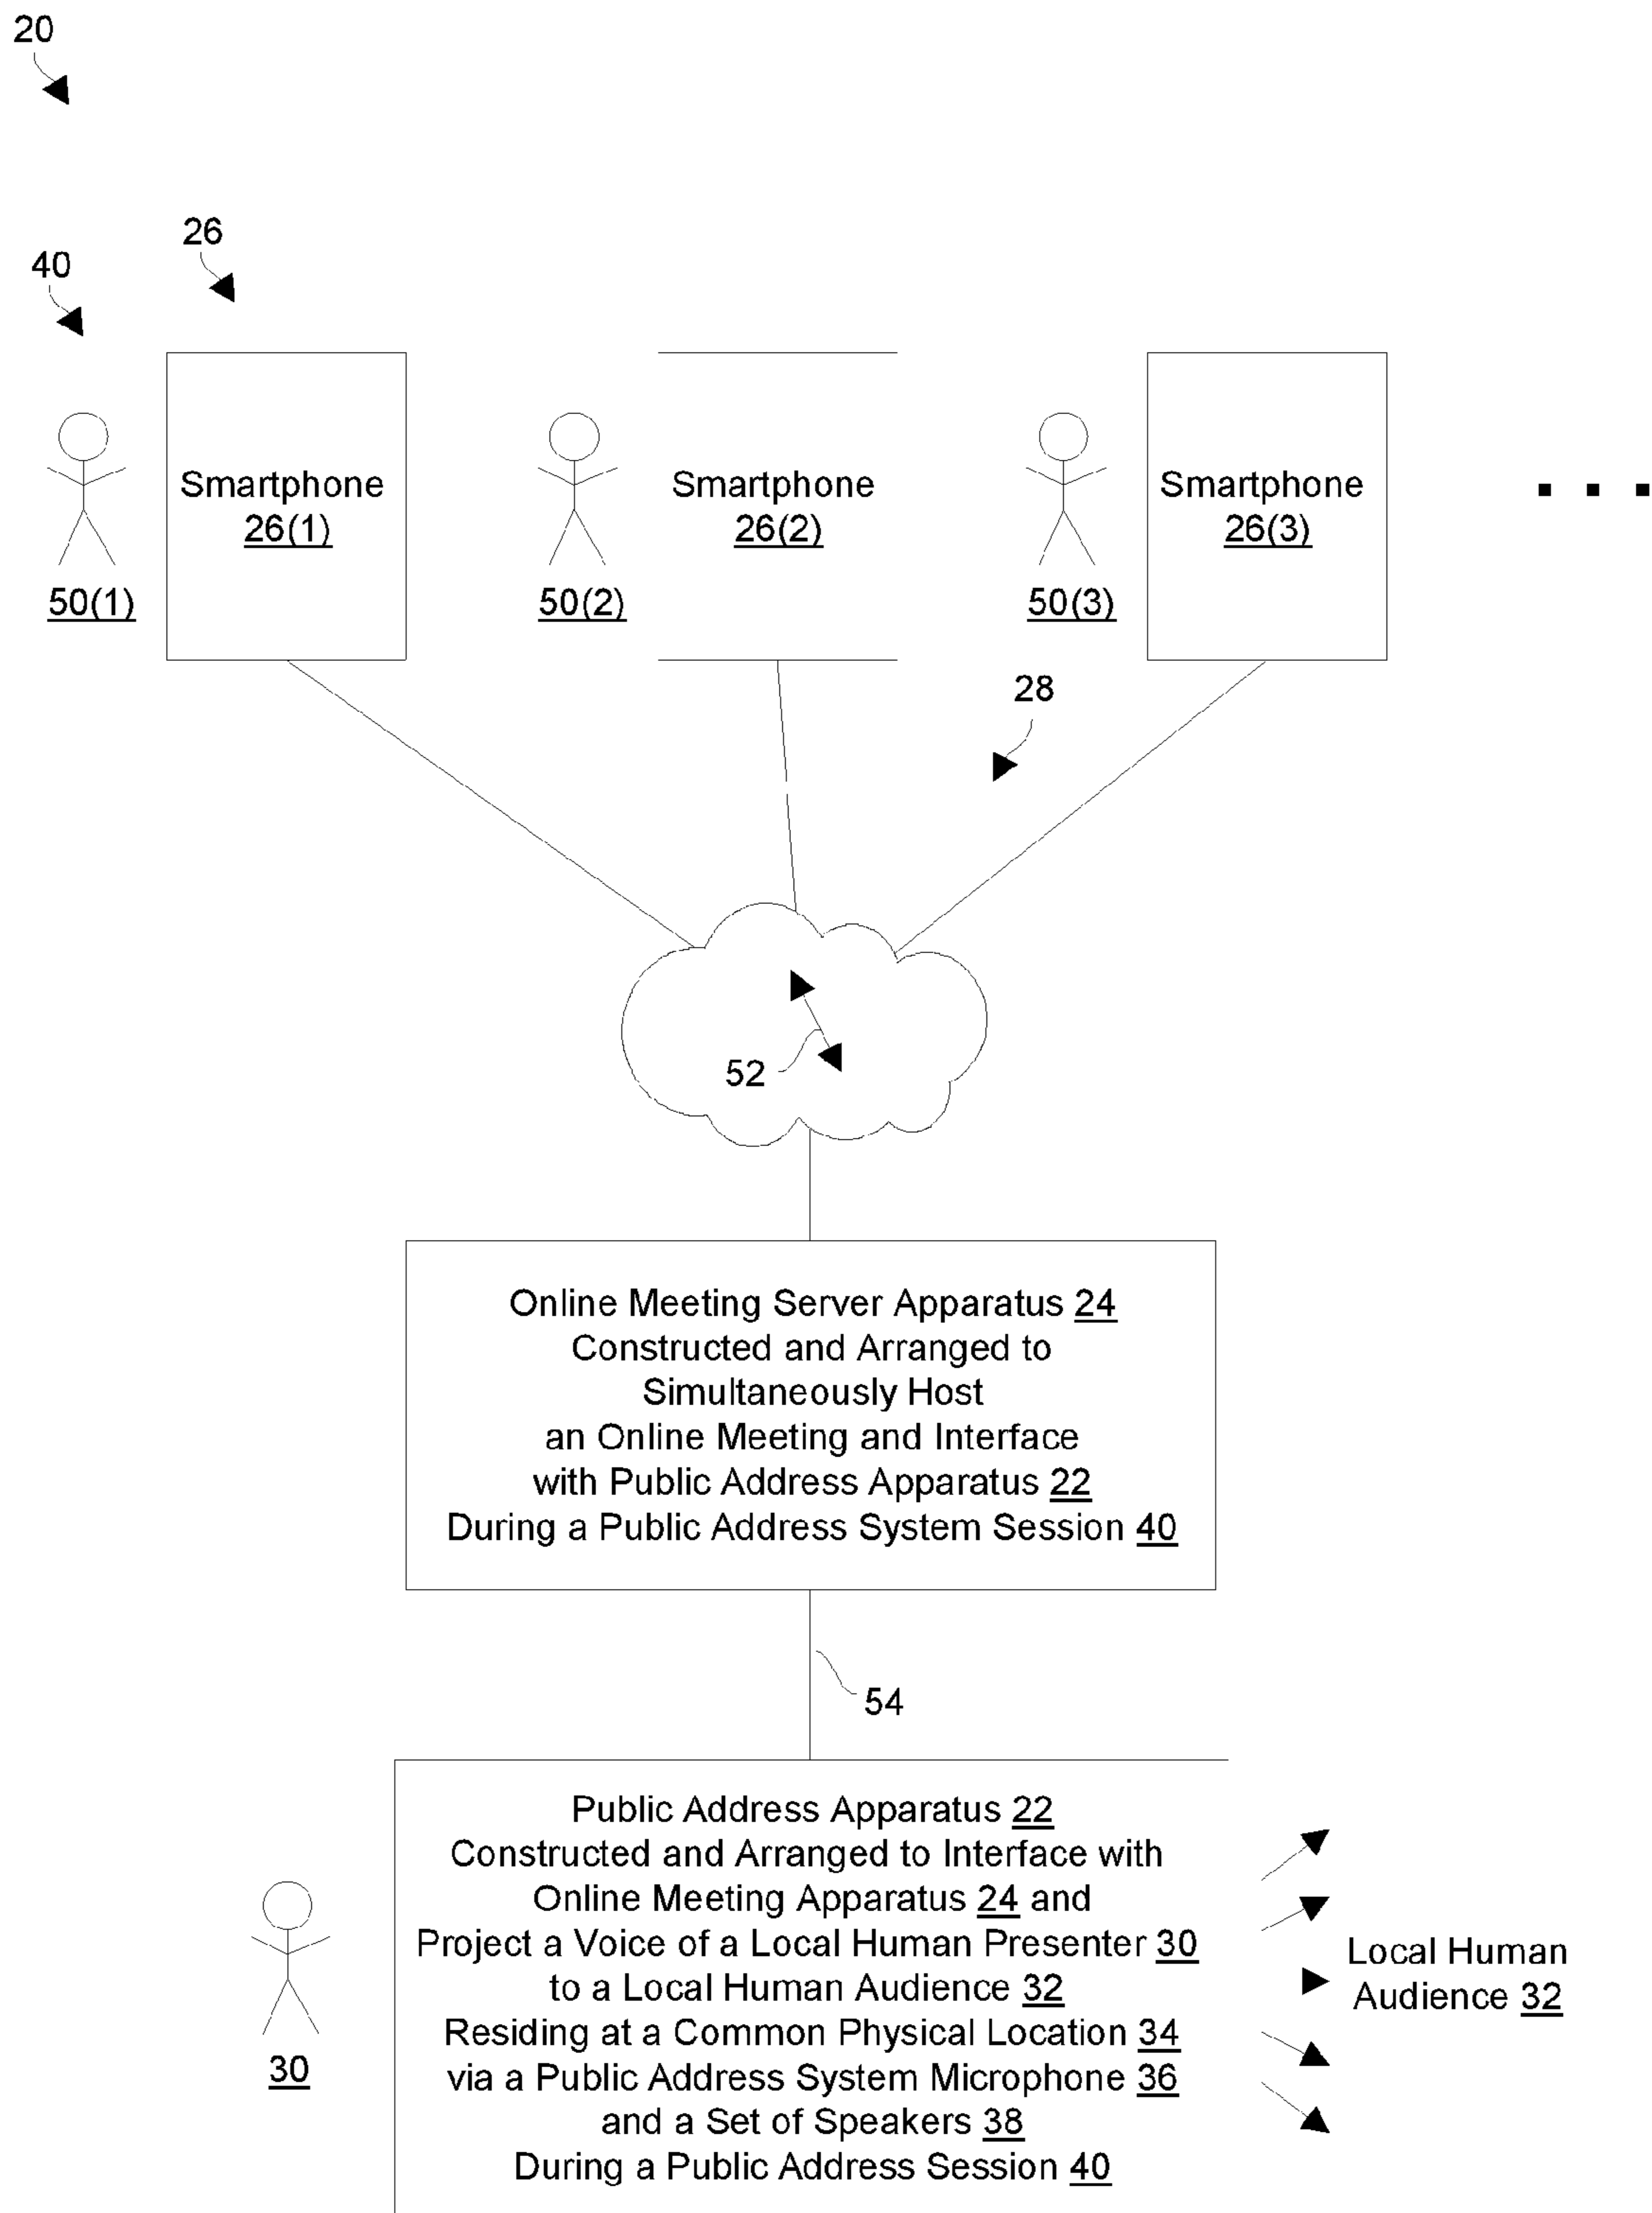 20
26
40
Smartphone
26(1)
50(1)
Smartphone
26(2)
50(2)
Smartphone
26(3)
50(3)
28
52
Online Meeting Server Apparatus 24
Constructed and Arranged to
Simultaneously Host
an Online Meeting and Interface
with Public Address Apparatus 22
During a Public Address System Session 40
54
Public Address Apparatus 22
Constructed and Arranged to Interface with
Online Meeting Apparatus 24 and
Project a Voice of a Local Human Presenter 30
to a Local Human Audience 32
Residing at a Common Physical Location 34
via a Public Address System Microphone 36
and a Set of Speakers 38
During a Public Address Session 40
30
Local Human
Audience 32